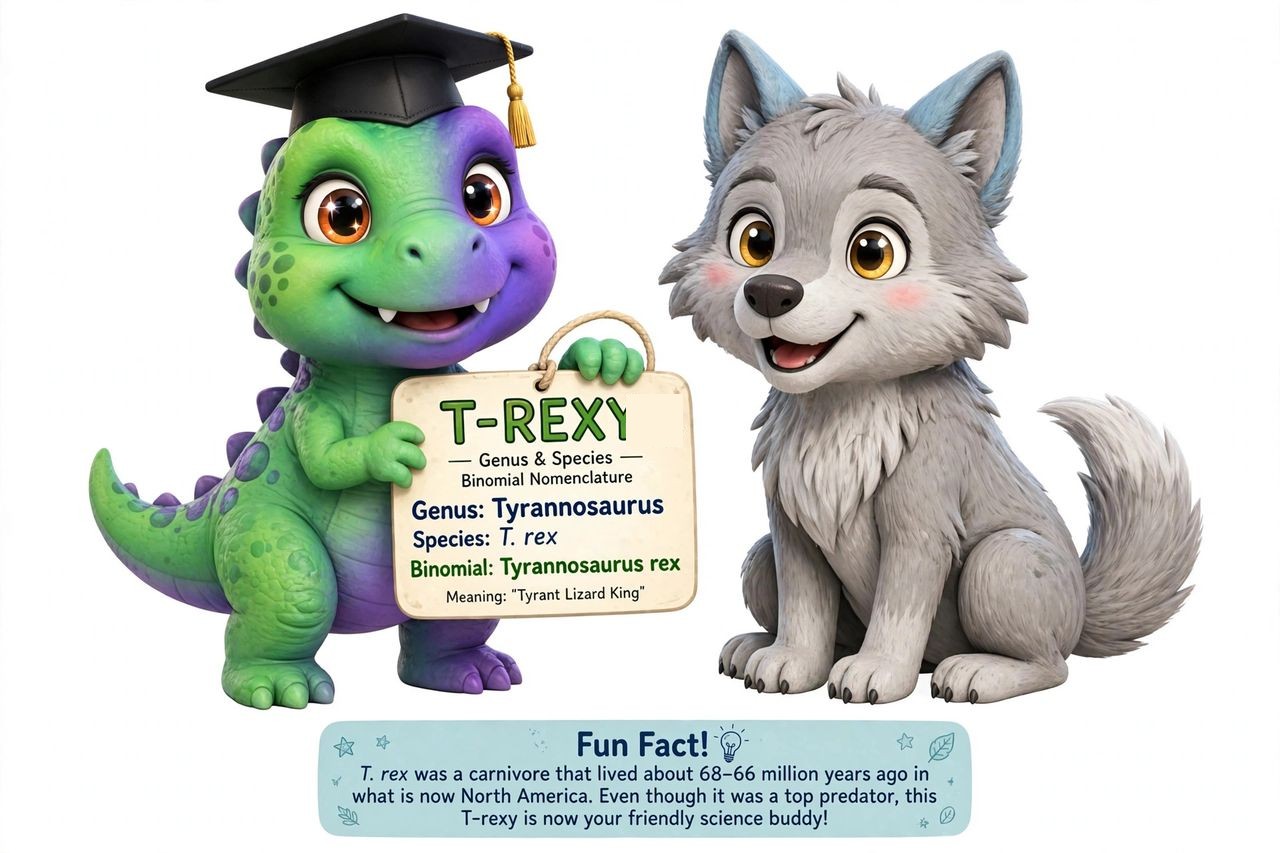 T-REXY
— Genus & Species —
Binomial Nomenclature
Genus: Tyrannosaurus
Species: T. rex
Binomial: Tyrannosaurus rex
Meaning: "Tyrant Lizard King"
Fun Fact!
T. rex was a carnivore that lived about 68–66 million years ago in
what is now North America. Even though it was a top predator, this
T-rexy is now your friendly science buddy!